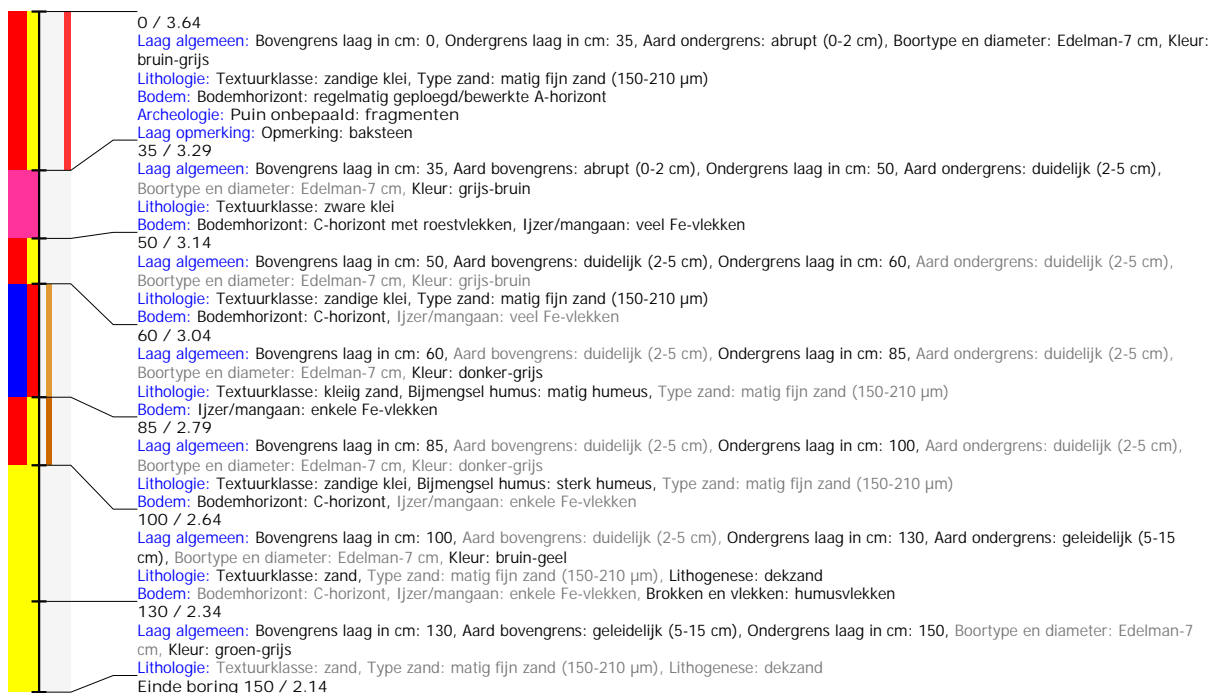 0 / 3.64
Laag algemeen: Bovengrens laag in cm: 0, Ondergrens laag in cm: 35, Aard ondergrens: abrupt (0-2 cm), Boortype en diameter: Edelman-7 cm, Kleur:
bruin-grijs
Lithologie: Textuurklasse: zandige klei, Type zand: matig fijn zand (150-210 µm)
Bodem: Bodemhorizont: regelmatig geploegd/bewerkte A-horizont
Archeologie: Puin onbepaald: fragmenten
Laag opmerking: Opmerking: baksteen
35 / 3.29
Laag algemeen: Bovengrens laag in cm: 35, Aard bovengrens: abrupt (0-2 cm), Ondergrens laag in cm: 50, Aard ondergrens: duidelijk (2-5 cm),
Boortype en diameter: Edelman-7 cm, Kleur: grijs-bruin
Lithologie: Textuurklasse: zware klei
Bodem: Bodemhorizont: C-horizont met roestvlekken, Ijzer/mangaan: veel Fe-vlekken
50 / 3.14
Laag algemeen: Bovengrens laag in cm: 50, Aard bovengrens: duidelijk (2-5 cm), Ondergrens laag in cm: 60, Aard ondergrens: duidelijk (2-5 cm),
Boortype en diameter: Edelman-7 cm, Kleur: grijs-bruin
Lithologie: Textuurklasse: zandige klei, Type zand: matig fijn zand (150-210 µm)
Bodem: Bodemhorizont: C-horizont, Ijzer/mangaan: veel Fe-vlekken
60 / 3.04
Laag algemeen: Bovengrens laag in cm: 60, Aard bovengrens: duidelijk (2-5 cm), Ondergrens laag in cm: 85, Aard ondergrens: duidelijk (2-5 cm),
Boortype en diameter: Edelman-7 cm, Kleur: donker-grijs
Lithologie: Textuurklasse: kleiig zand, Bijmengsel humus: matig humeus, Type zand: matig fijn zand (150-210 µm)
Bodem: Ijzer/mangaan: enkele Fe-vlekken
85 / 2.79
Laag algemeen: Bovengrens laag in cm: 85, Aard bovengrens: duidelijk (2-5 cm), Ondergrens laag in cm: 100, Aard ondergrens: duidelijk (2-5 cm),
Boortype en diameter: Edelman-7 cm, Kleur: donker-grijs
Lithologie: Textuurklasse: zandige klei, Bijmengsel humus: sterk humeus, Type zand: matig fijn zand (150-210 µm)
Bodem: Bodemhorizont: C-horizont, Ijzer/mangaan: enkele Fe-vlekken
100 / 2.64
Laag algemeen: Bovengrens laag in cm: 100, Aard bovengrens: duidelijk (2-5 cm), Ondergrens laag in cm: 130, Aard ondergrens: geleidelijk (5-15
cm), Boortype en diameter: Edelman-7 cm, Kleur: bruin-geel
Lithologie: Textuurklasse: zand, Type zand: matig fijn zand (150-210 µm), Lithogenese: dekzand
Bodem: Bodemhorizont: C-horizont, Ijzer/mangaan: enkele Fe-vlekken, Brokken en vlekken: humusvlekken
130 / 2.34
Laag algemeen: Bovengrens laag in cm: 130, Aard bovengrens: geleidelijk (5-15 cm), Ondergrens laag in cm: 150, Boortype en diameter: Edelman-7
cm, Kleur: groen-grijs
Lithologie: Textuurklasse: zand, Type zand: matig fijn zand (150-210 µm), Lithogenese: dekzand
Einde boring 150 / 2.14